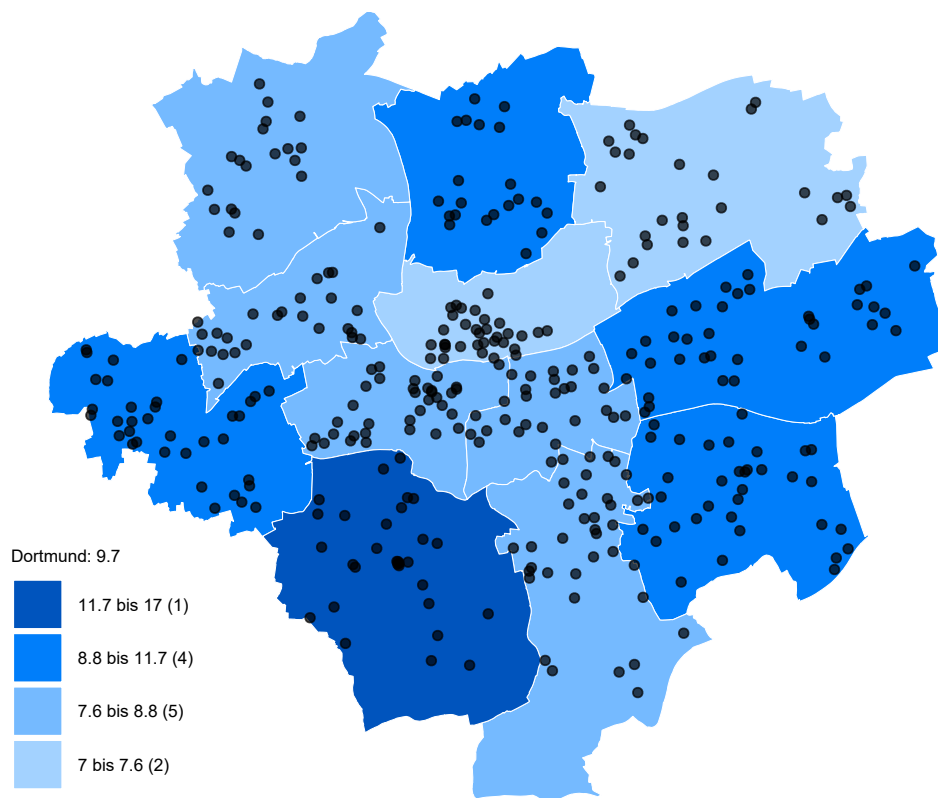 Dortmund: 9.7
11.7 bis 17 (1)
8.8 bis 11.7 (4)
7.6 bis 8.8 (5)
7 bis 7.6 (2)